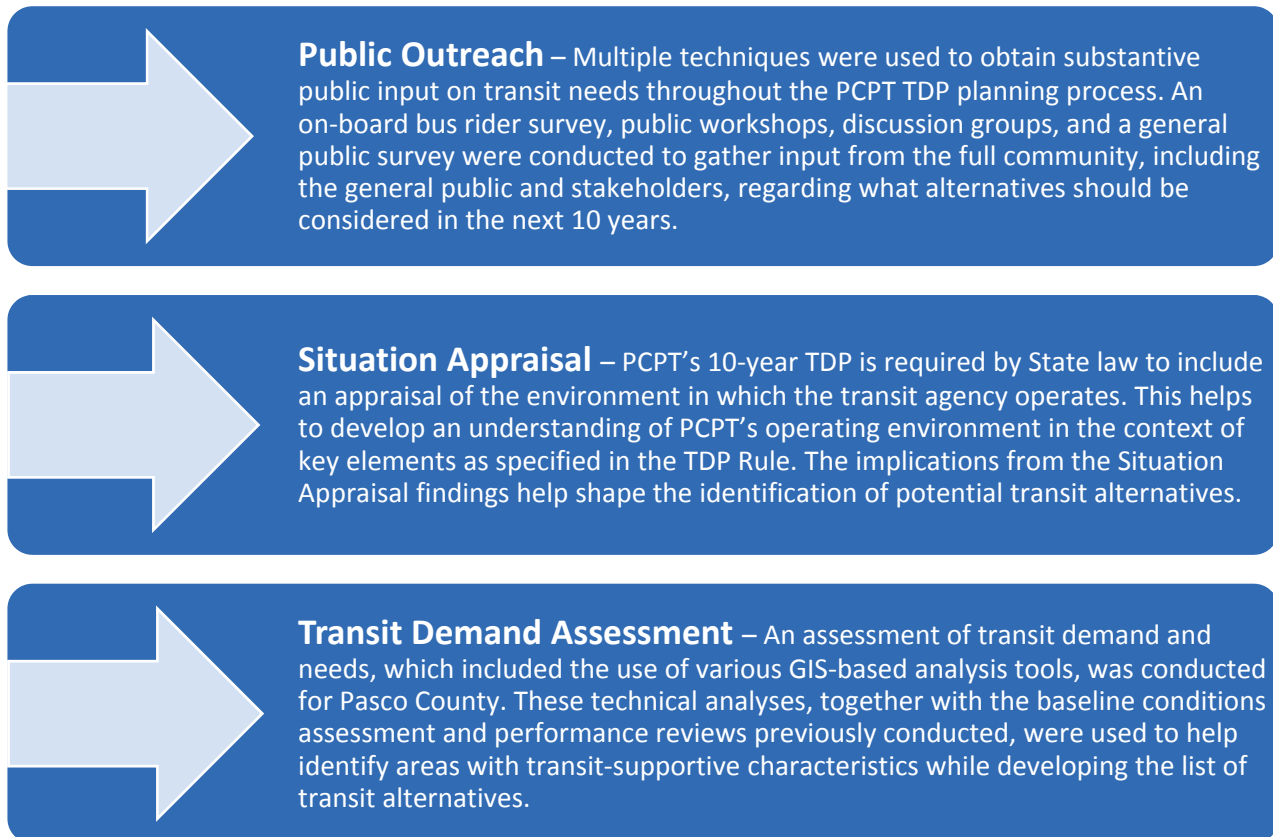 Public Outreach – Multiple techniques were used to obtain substantive
public input on transit needs throughout the PCPT TDP planning process. An
on-board bus rider survey, public workshops, discussion groups, and a general
public survey were conducted to gather input from the full community, including
the general public and stakeholders, regarding what alternatives should be
considered in the next 10 years.
Situation Appraisal – PCPT’s 10-year TDP is required by State law to include
an appraisal of the environment in which the transit agency operates. This helps
to develop an understanding of PCPT’s operating environment in the context of
key elements as specified in the TDP Rule. The implications from the Situation
Appraisal findings help shape the identification of potential transit alternatives.
Transit Demand Assessment – An assessment of transit demand and
needs, which included the use of various GIS-based analysis tools, was conducted
for Pasco County. These technical analyses, together with the baseline conditions
assessment and performance reviews previously conducted, were used to help
identify areas with transit-supportive characteristics while developing the list of
transit alternatives.